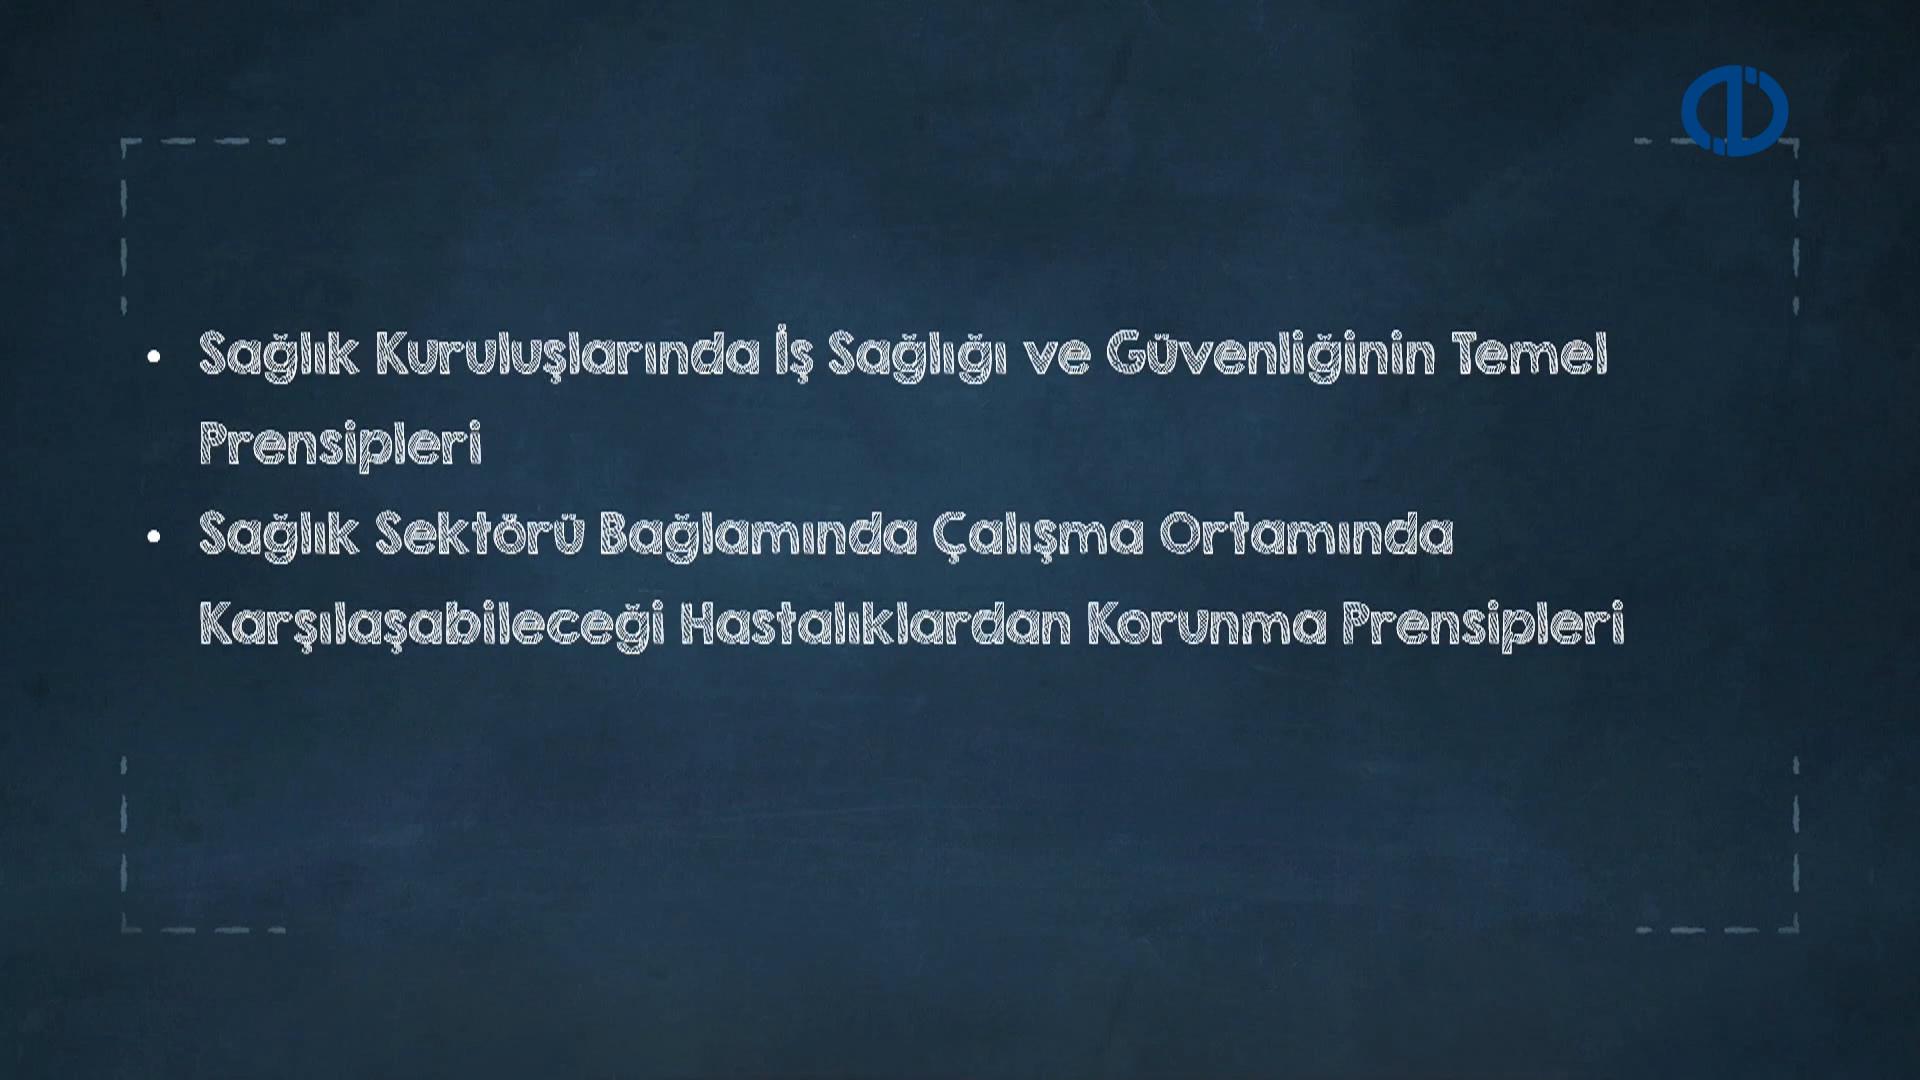 • Sağlık Kuruluşlarında İş Sağlığı ve Güvenliğinin Temel
Prensipleri
• Sağlık Sektörü Bağlamında Çalışma Ortamında
Karşılaşabileceği Hastalıklardan Korunma Prensipleri